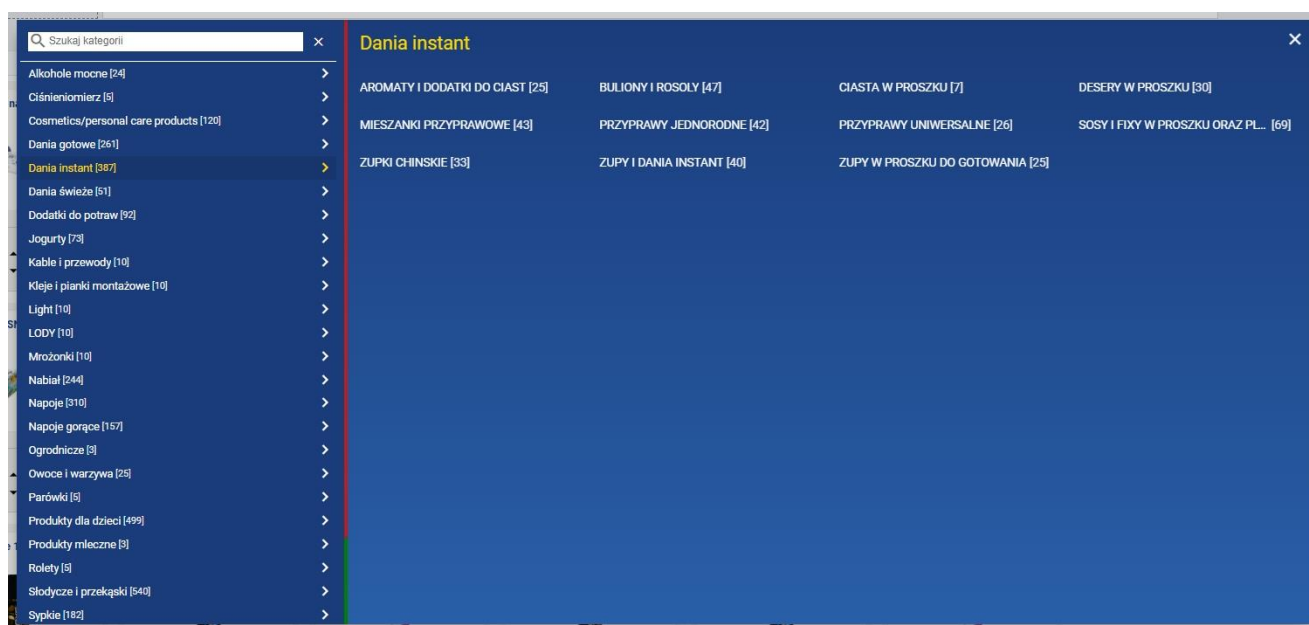 Szukaj kategorii
Alkohole mocne [24]
Ciśnieniomierz [5]
Cosmetics/personal care products [120]
Dania gotowe [261]
Dania instant [387]
Dania świeże [51]
Dodatki do potraw [92]
Jogurty [73]
Kable i przewody [10]
Kleje i pianki montażowe [10]
Light [10]
LODY [10]
Mrożonki [10]
Nabiał [244]
Napoje [310]
Napoje gorące [157]
Ogrodnicze [3]
Owoce i warzywa [25]
Parówki [5]
Produkty dla dzieci [499]
Produkty mleczne [3]
Rolety [5]
Słodycze i przekąski [540]
Sypkie [182]
Dania instant
AROMATY I DODATKI DO CIAST [25] BULIONY I ROSOLY [47] CIASTA W PROSZKU [7] DESERY W PROSZKU [30]
MIESZANKI PRZYPRAWOWE [43] PRZYPRAWY JEDNORODNE [42] PRZYPRAWY UNIWERSALNE [26] SOSY I FIXY W PROSZKU ORAZ PL... [69]
ZUPKI CHINSKIE [33] ZUPY I DANIA INSTANT [40] ZUPY W PROSZKU DO GOTOWANIA [25]